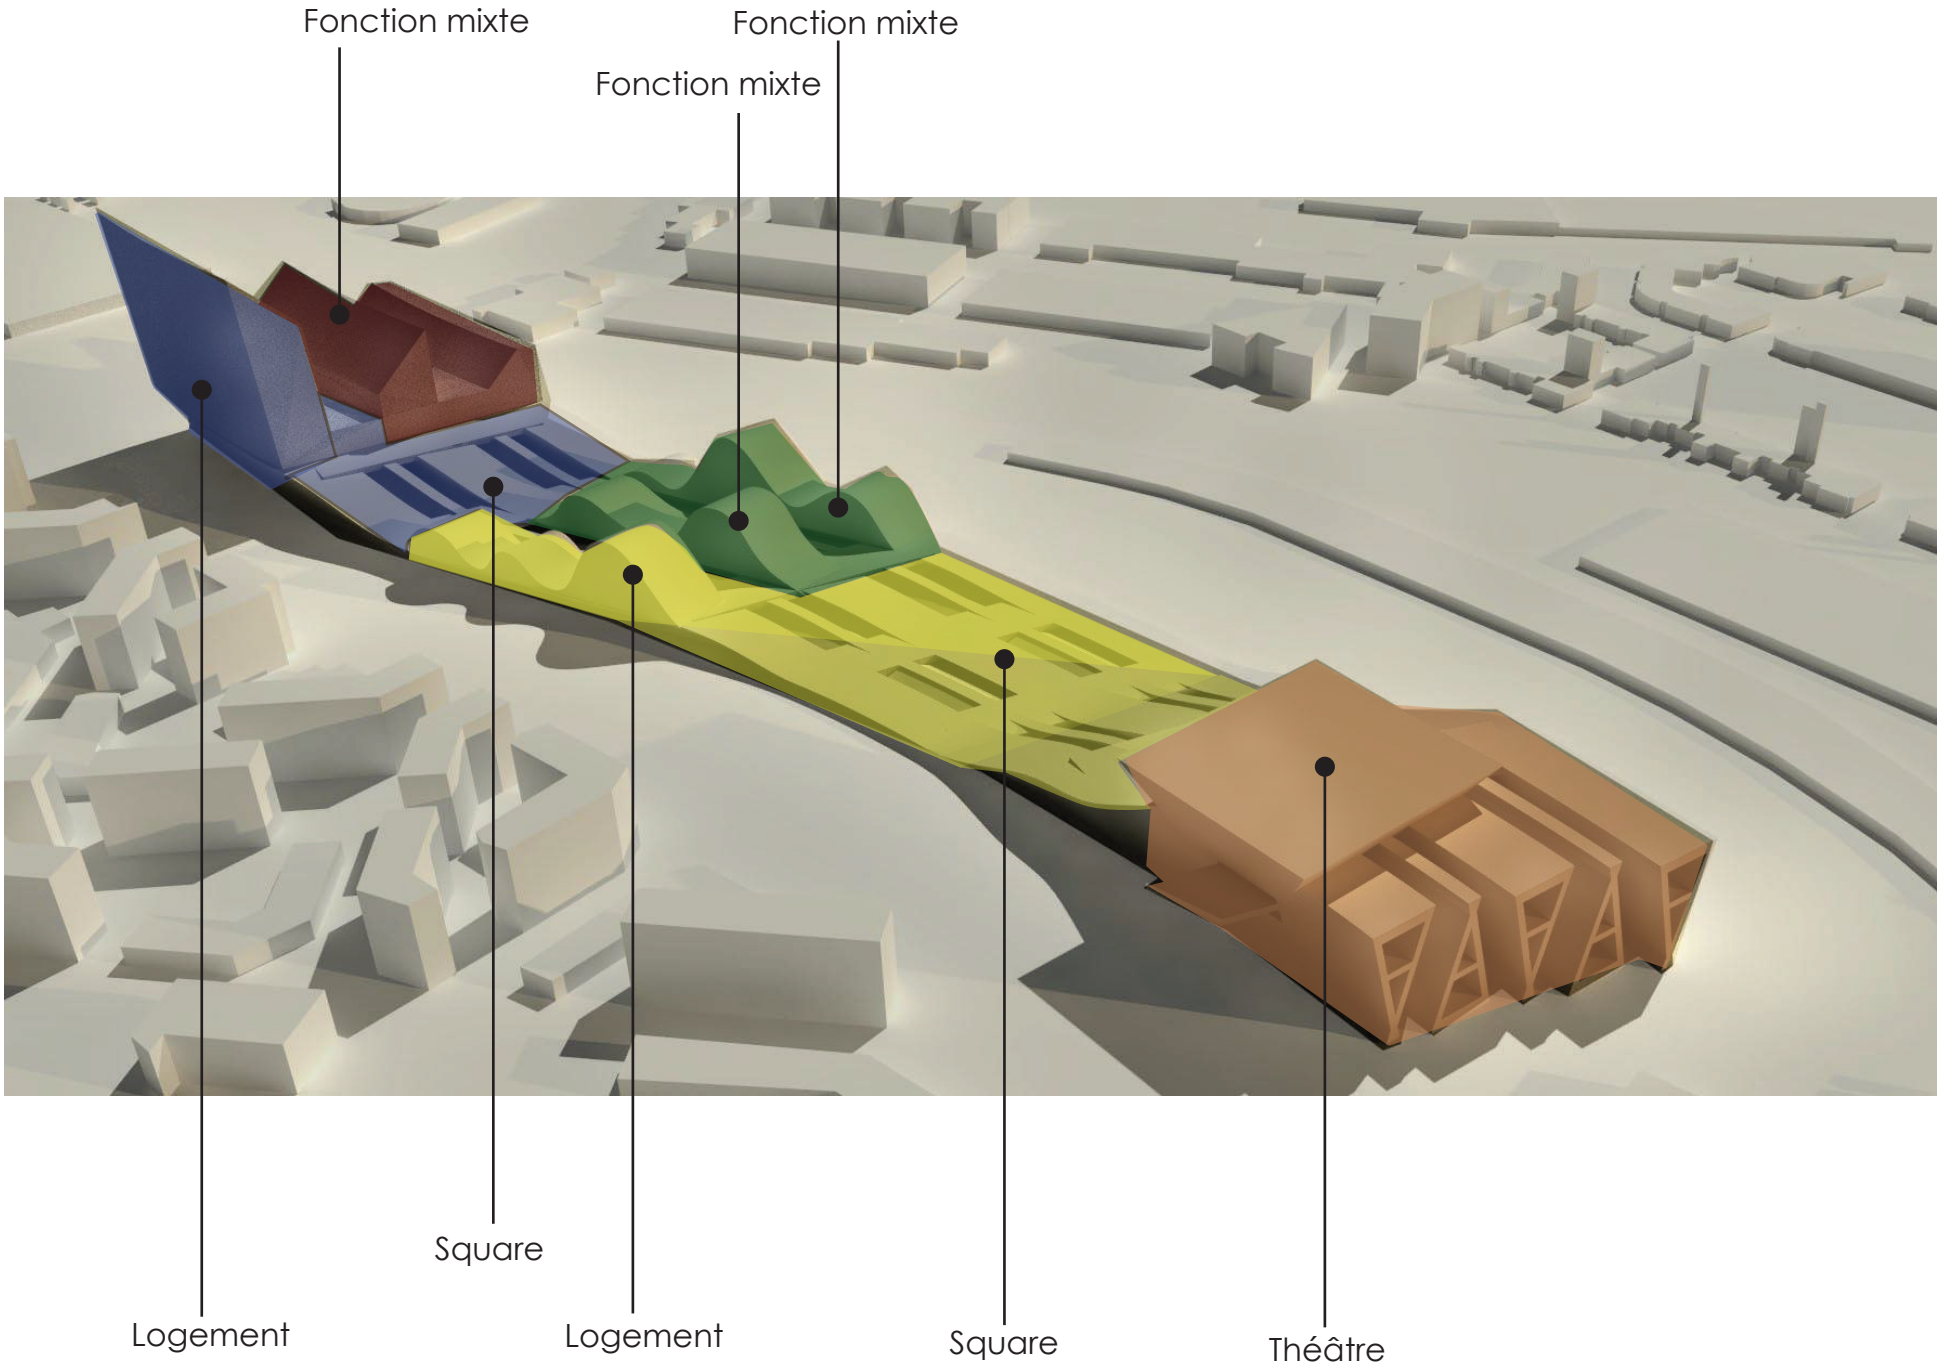 Fonction mixte
Fonction mixte
Fonction mixte
Square
Logement
Logement
Square
Théâtre